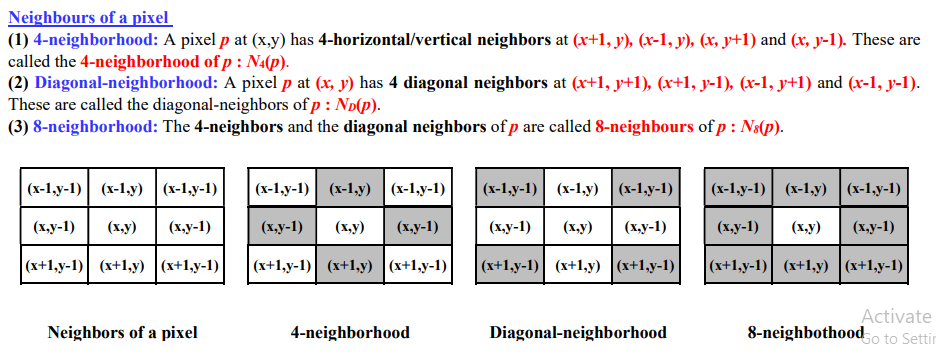 Neighbours of a pixel
(1) 4-neighborhood: A pixel p at (x,y) has 4-horizontal/vertical neighbors at (x+1, y), (x-1, y), (x, y+1) and (x, y-1). These are
called the 4-neighborhood of p : N4(p).
(2) Diagonal-neighborhood: A pixel p at (x, y) has 4 diagonal neighbors at (x+1, y+1), (x+1, y-1), (x-1, y+1) and (x-1, y-1).
These are called the diagonal-neighbors of p : ND(p).
(3) 8-neighborhood: The 4-neighbors and the diagonal neighbors of p are called 8-neighbours of p : N8(p).
(x-1,y-1) (x-1,y) (x-1,y-1) (x-1,y-1) (x-1,y) (x-1,y-1) (x-1,y-1) (x-1,y) (x-1,y-1) (x-1,y-1) (x-1,y) (x-1,y-1)
(x,y-1) (x,y) (x,y-1) (x,y-1) (x,y) (x,y-1) (x,y-1) (x,y) (x,y-1) (x,y-1) (x,y) (x,y-1)
(x+1,y-1) (x+1,y) (x+1,y-1) (x+1,y-1) (x+1,y) (x+1,y-1) (x+1,y-1) (x+1,y) (x+1,y-1) (x+1,y-1) (x+1,y) (x+1,y-1)
Neighbors of a pixel 4-neighborhood Diagonal-neighborhood 8-neighbothood
Activate
Go to Settin